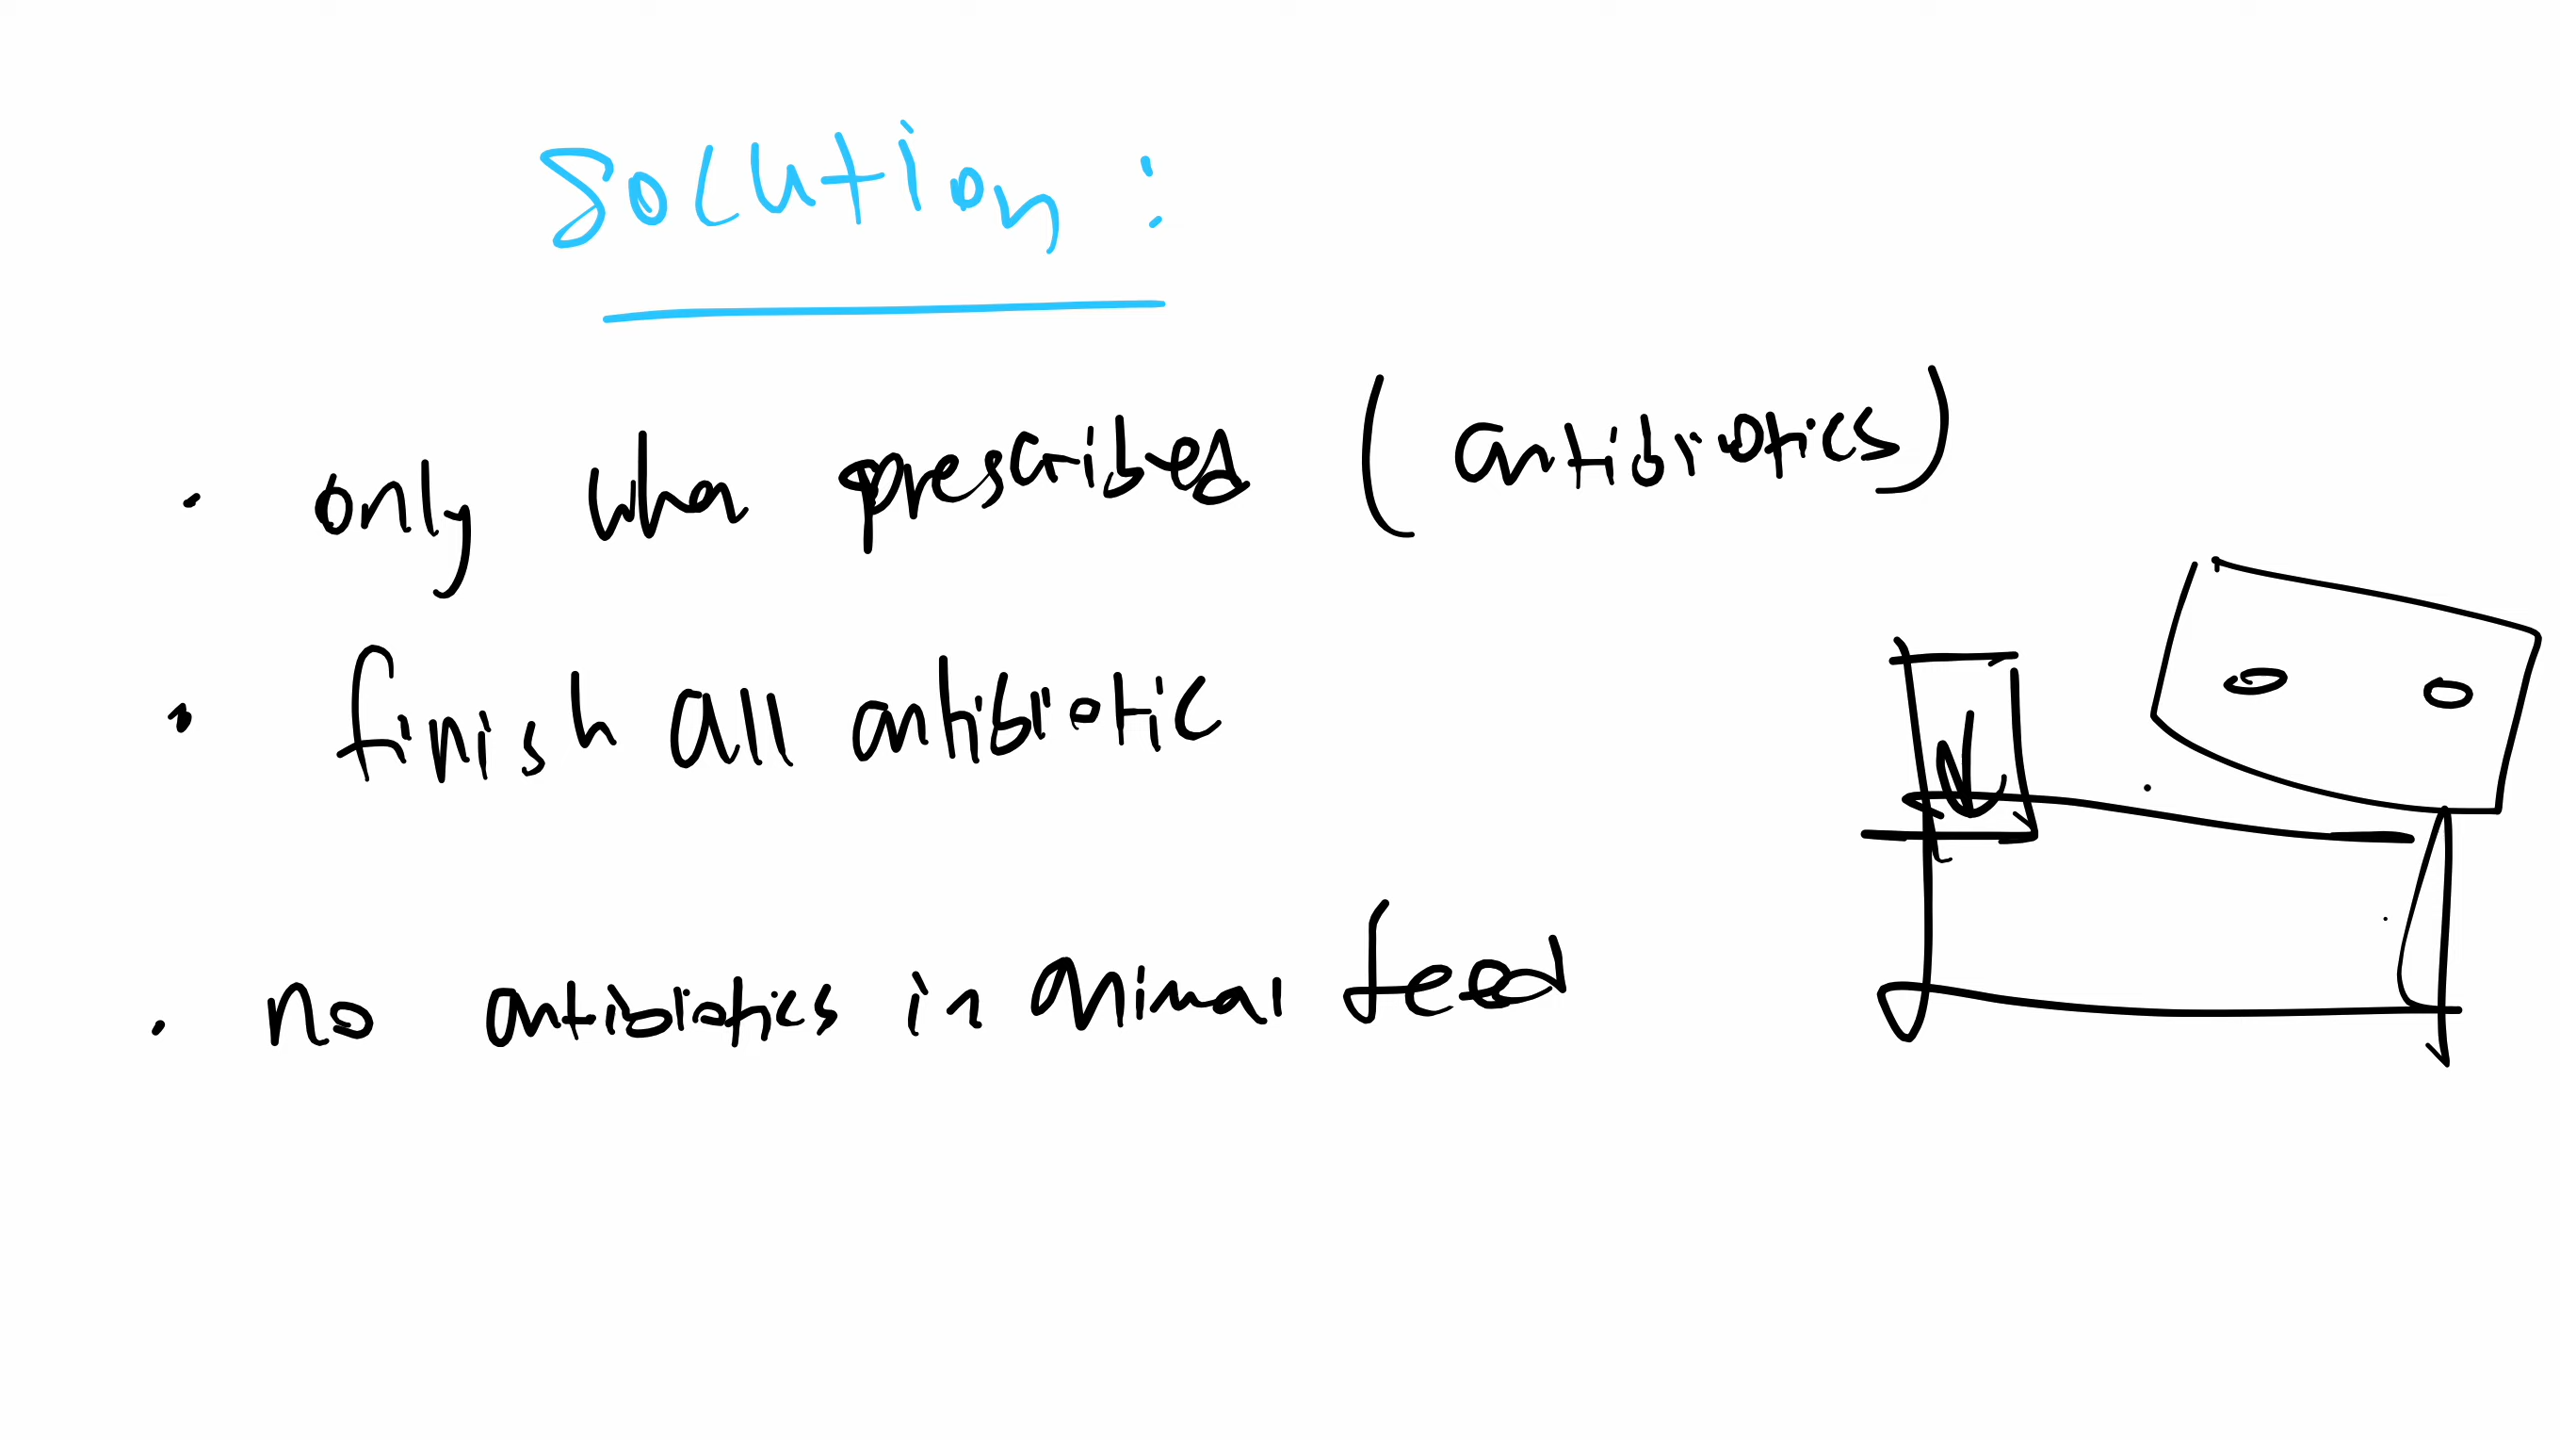 Solution:
· only when prescribed (antibiotics)
· finish all antibiotic
· no antibiotics in animal feed